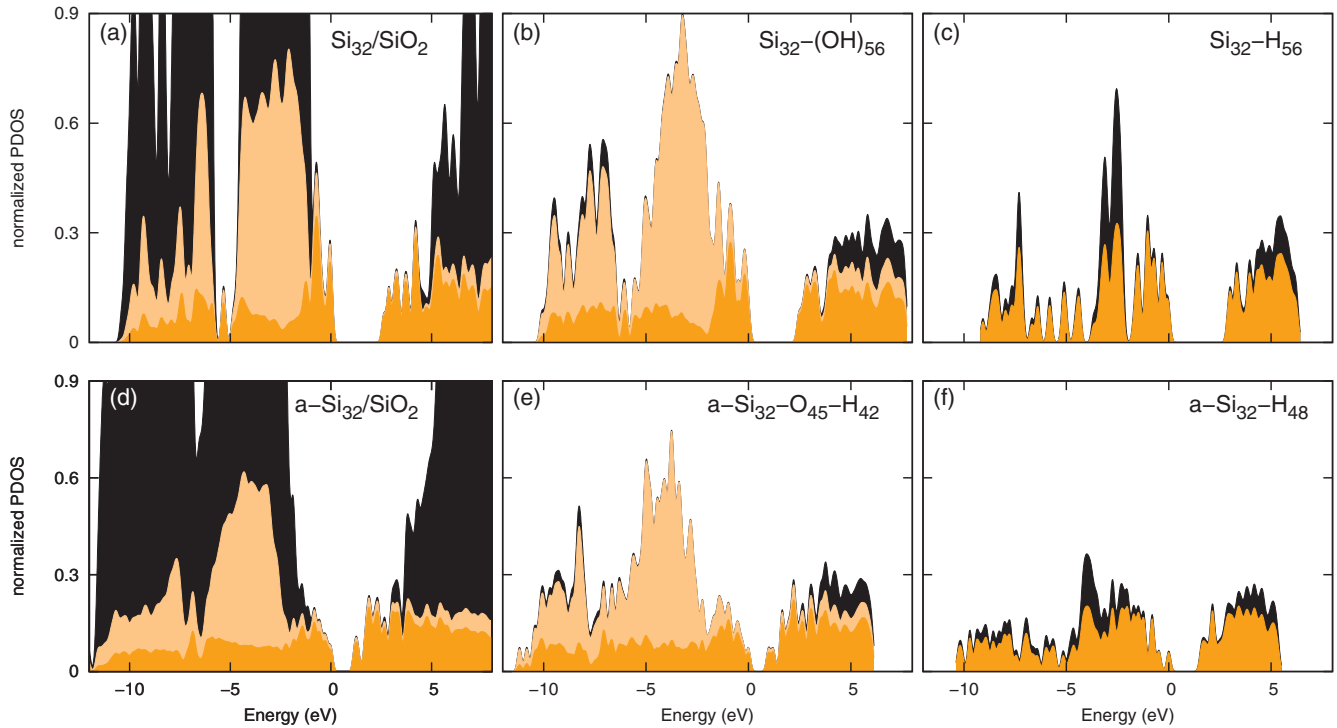 (a) Si32/SiO2
(b) Si32–(OH)56
(c) Si32–H56
normalized PDOS
0.9
0.6
0.3
0
(d) a–Si32/SiO2
(e) a–Si32–O45–H42
(f) a–Si32–H48
normalized PDOS
0.9
0.6
0.3
0
−10 −5 0 5
−10 −5 0 5
−10 −5 0 5
Energy (eV)
Energy (eV)
Energy (eV)